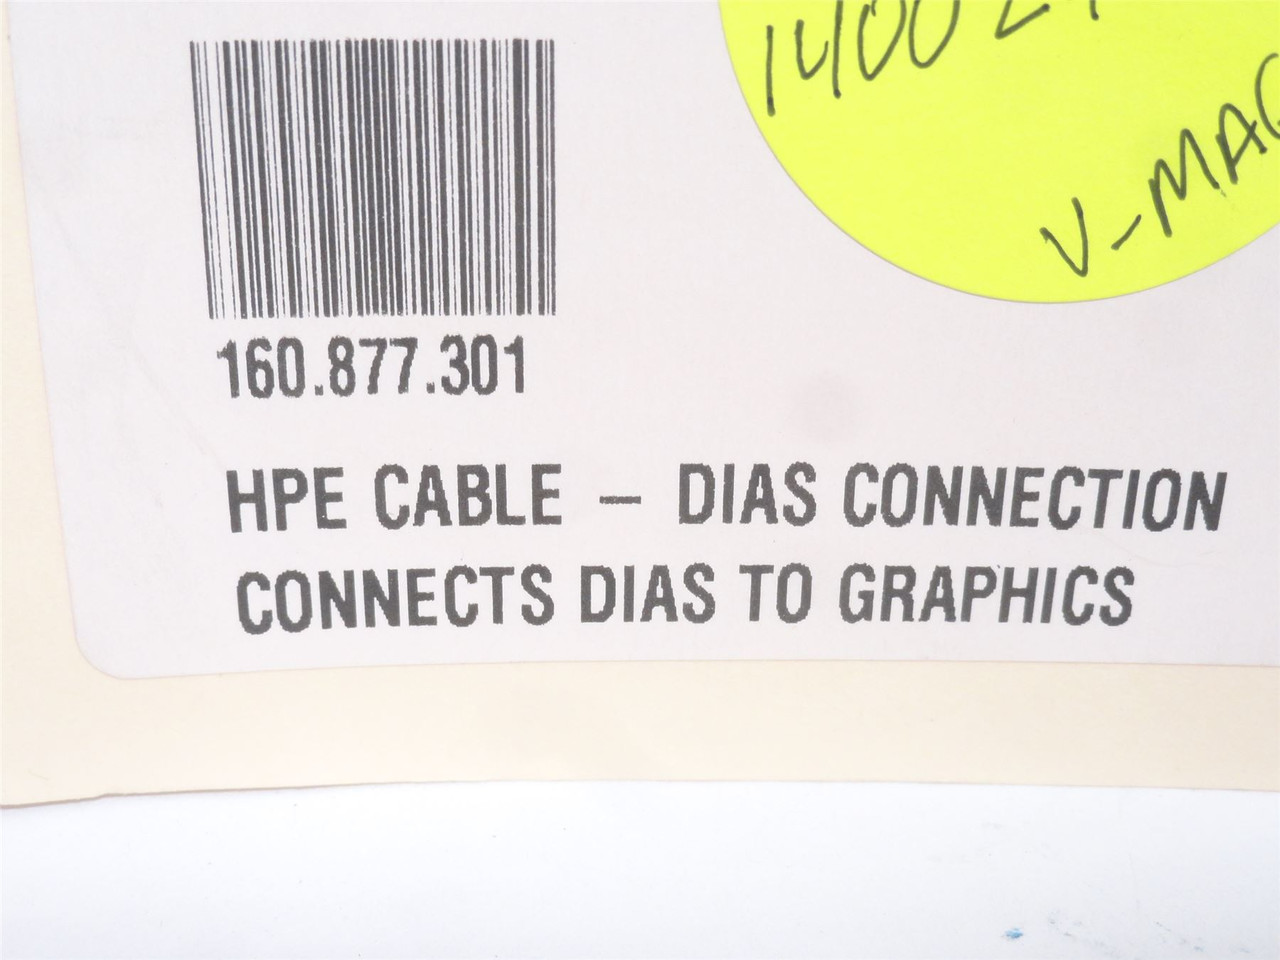 160.877.301
HPE CABLE – DIAS CONNECTION
CONNECTS DIAS TO GRAPHICS